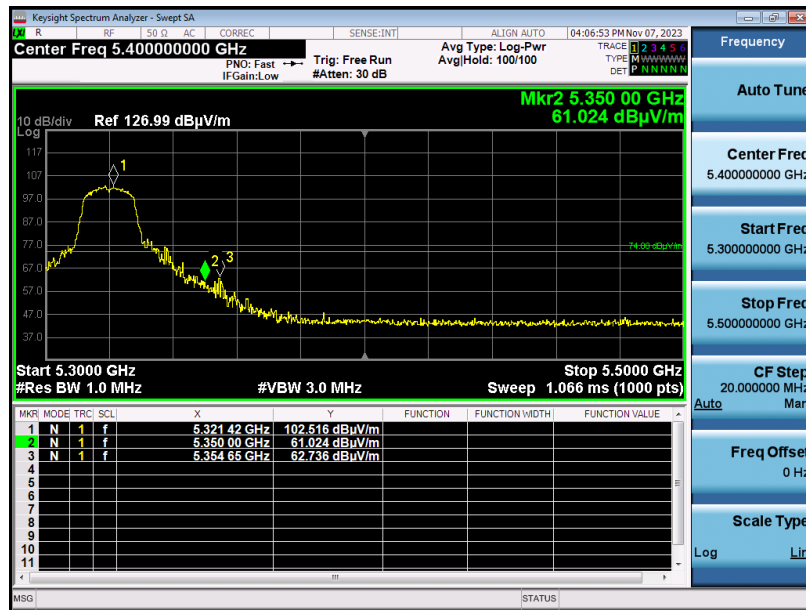 Keysight Spectrum Analyzer - Swept SA
LXI R RF 50 Ω AC CORREC SENSE:INT ALIGN AUTO 04:06:53 PM Nov 07, 2023
Center Freq 5.400000000 GHz
PNO: Fast
IFGain:Low
Trig: Free Run
#Atten: 30 dB
Avg Type: Log-Pwr
Avg|Hold: 100/100
TRACE 1 2 3 4 5 6
TYPE M W W W W W
DET P N N N N N
Mkr2 5.350 00 GHz
61.024 dBµV/m
10 dB/div Ref 126.99 dBµV/m
Log
117
107
97.0
87.0
77.0
67.0
57.0
47.0
37.0
1
2
3
74.00 dBµV/m
Start 5.3000 GHz Stop 5.5000 GHz
#Res BW 1.0 MHz #VBW 3.0 MHz Sweep 1.066 ms (1000 pts)
MKR MODE TRC SCL X Y FUNCTION FUNCTION WIDTH FUNCTION VALUE
1 N 1 f 5.321 42 GHz 102.516 dBµV/m
2 N 1 f 5.350 00 GHz 61.024 dBµV/m
3 N 1 f 5.354 65 GHz 62.736 dBµV/m
4
5
6
7
8
9
10
11
MSG STATUS
Frequency
Auto Tune
Center Freq
5.400000000 GHz
Start Freq
5.300000000 GHz
Stop Freq
5.500000000 GHz
CF Step
20.000000 MHz
Auto Man
Freq Offset
0 Hz
Scale Type
Log Lin